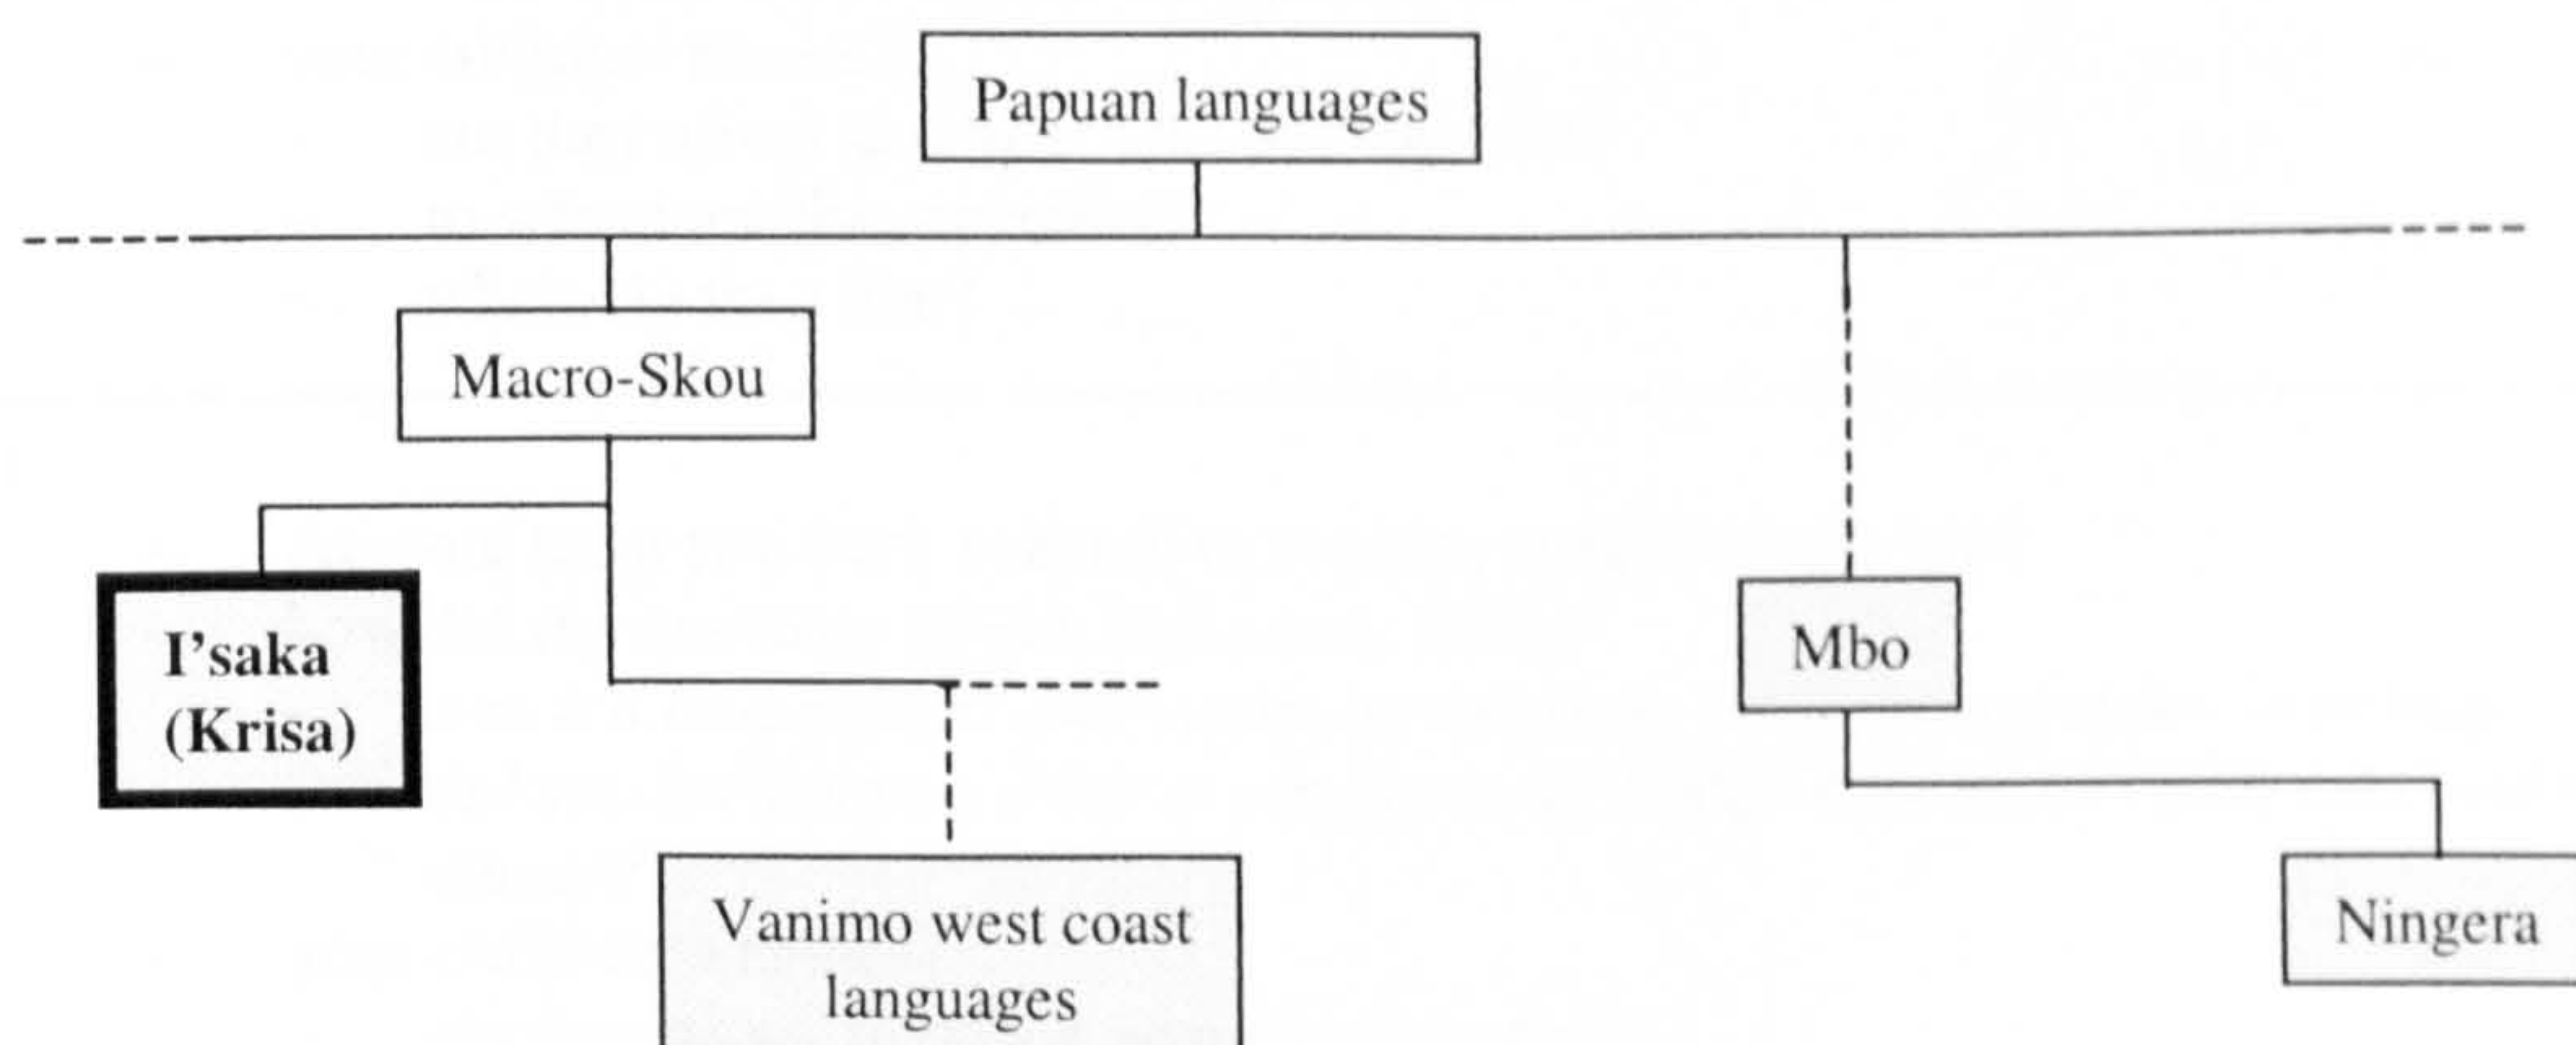 Papuan languages
Macro-Skou
I’saka
(Krisa)
Mbo
Vanimo west coast
languages
Ningera